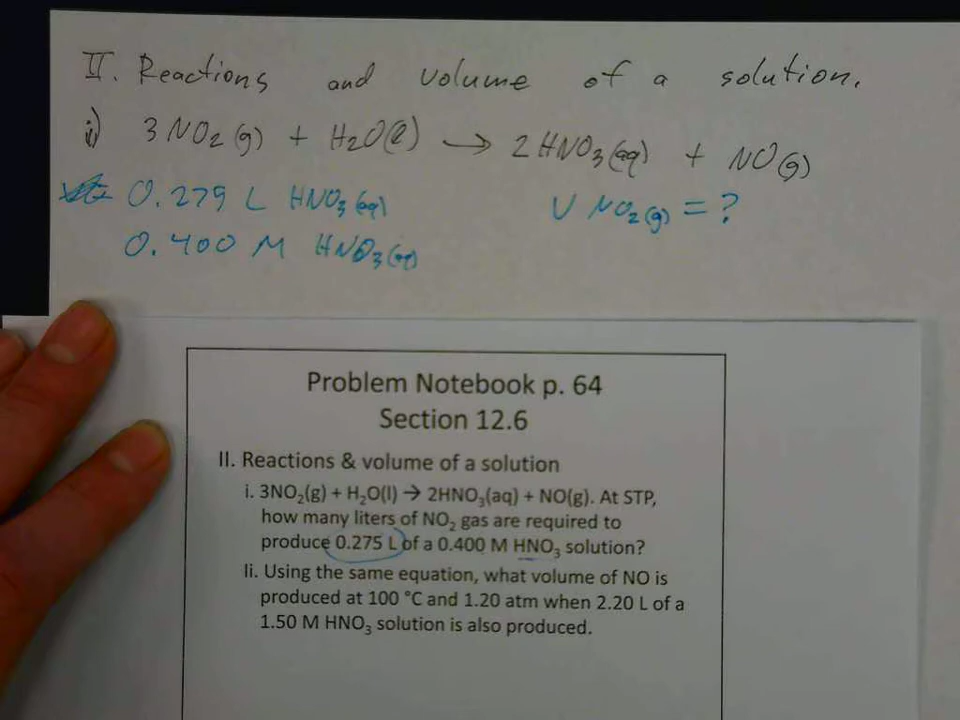 II. Reactions and volume of a solution.
i) 3NO₂(g) + H₂O(l) → 2HNO₃(aq) + NO(g)
0.279 L HNO₃(aq) V NO₂(g) = ?
0.400 M HNO₃(aq)
Problem Notebook p. 64
Section 12.6
II. Reactions & volume of a solution
i. 3NO₂(g) + H₂O(l) → 2HNO₃(aq) + NO(g). At STP,
how many liters of NO₂ gas are required to
produce 0.275 L of a 0.400 M HNO₃ solution?
Ii. Using the same equation, what volume of NO is
produced at 100 °C and 1.20 atm when 2.20 L of a
1.50 M HNO₃ solution is also produced.